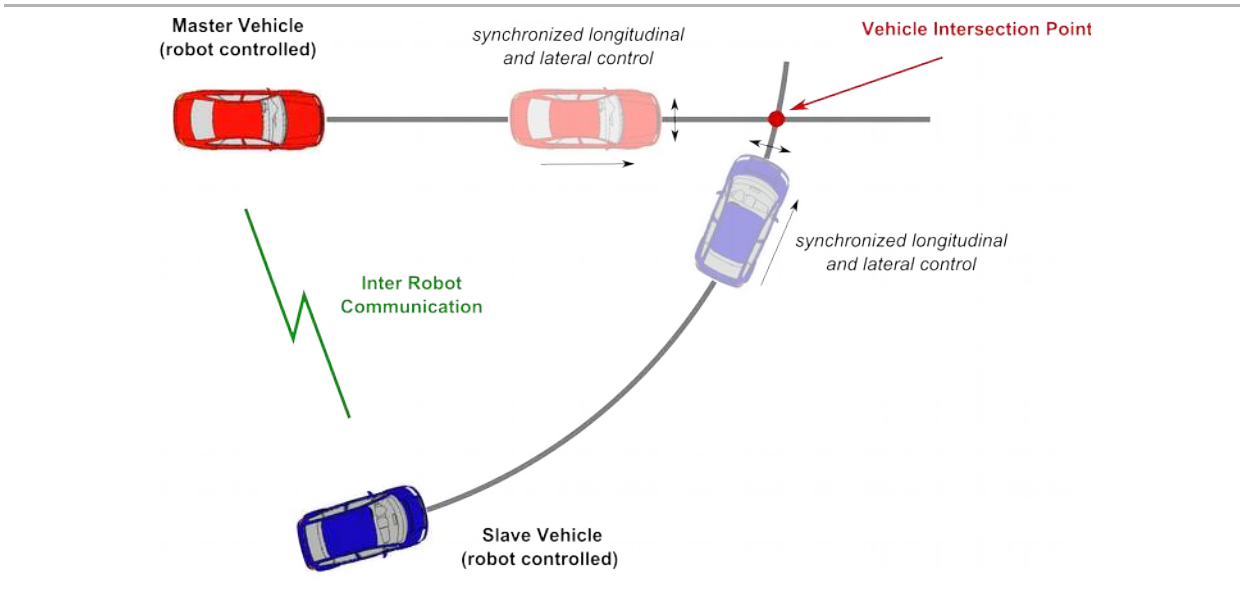 Master Vehicle
(robot controlled)
synchronized longitudinal
and lateral control
Vehicle Intersection Point
synchronized longitudinal
and lateral control
Inter Robot
Communication
Slave Vehicle
(robot controlled)